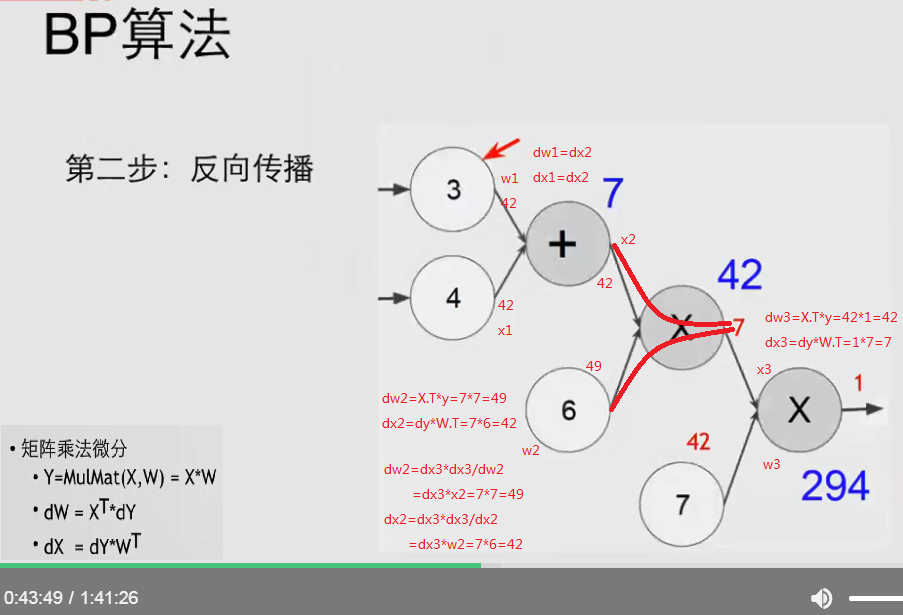 BP算法
第二步：反向传播
3
w1
42
dw1=dx2
dx1=dx2
7
+
x2
42
4
42
x1
42
X
7
dw3=X.T*y=42*1=42
dx3=dy*W.T=1*7=7
x3
49
6
w2
dw2=X.T*y=7*7=49
dx2=dy*W.T=7*6=42
dw2=dx3*dx3/dw2
=dx3*x2=7*7=49
dx2=dx3*dx3/dx2
=dx3*w2=7*6=42
X
1
42
w3
7
294
• 矩阵乘法微分
• Y=MulMat(X,W) = X*W
• dW = X^T*dY
• dX = dY*W^T
0:43:49 / 1:41:26